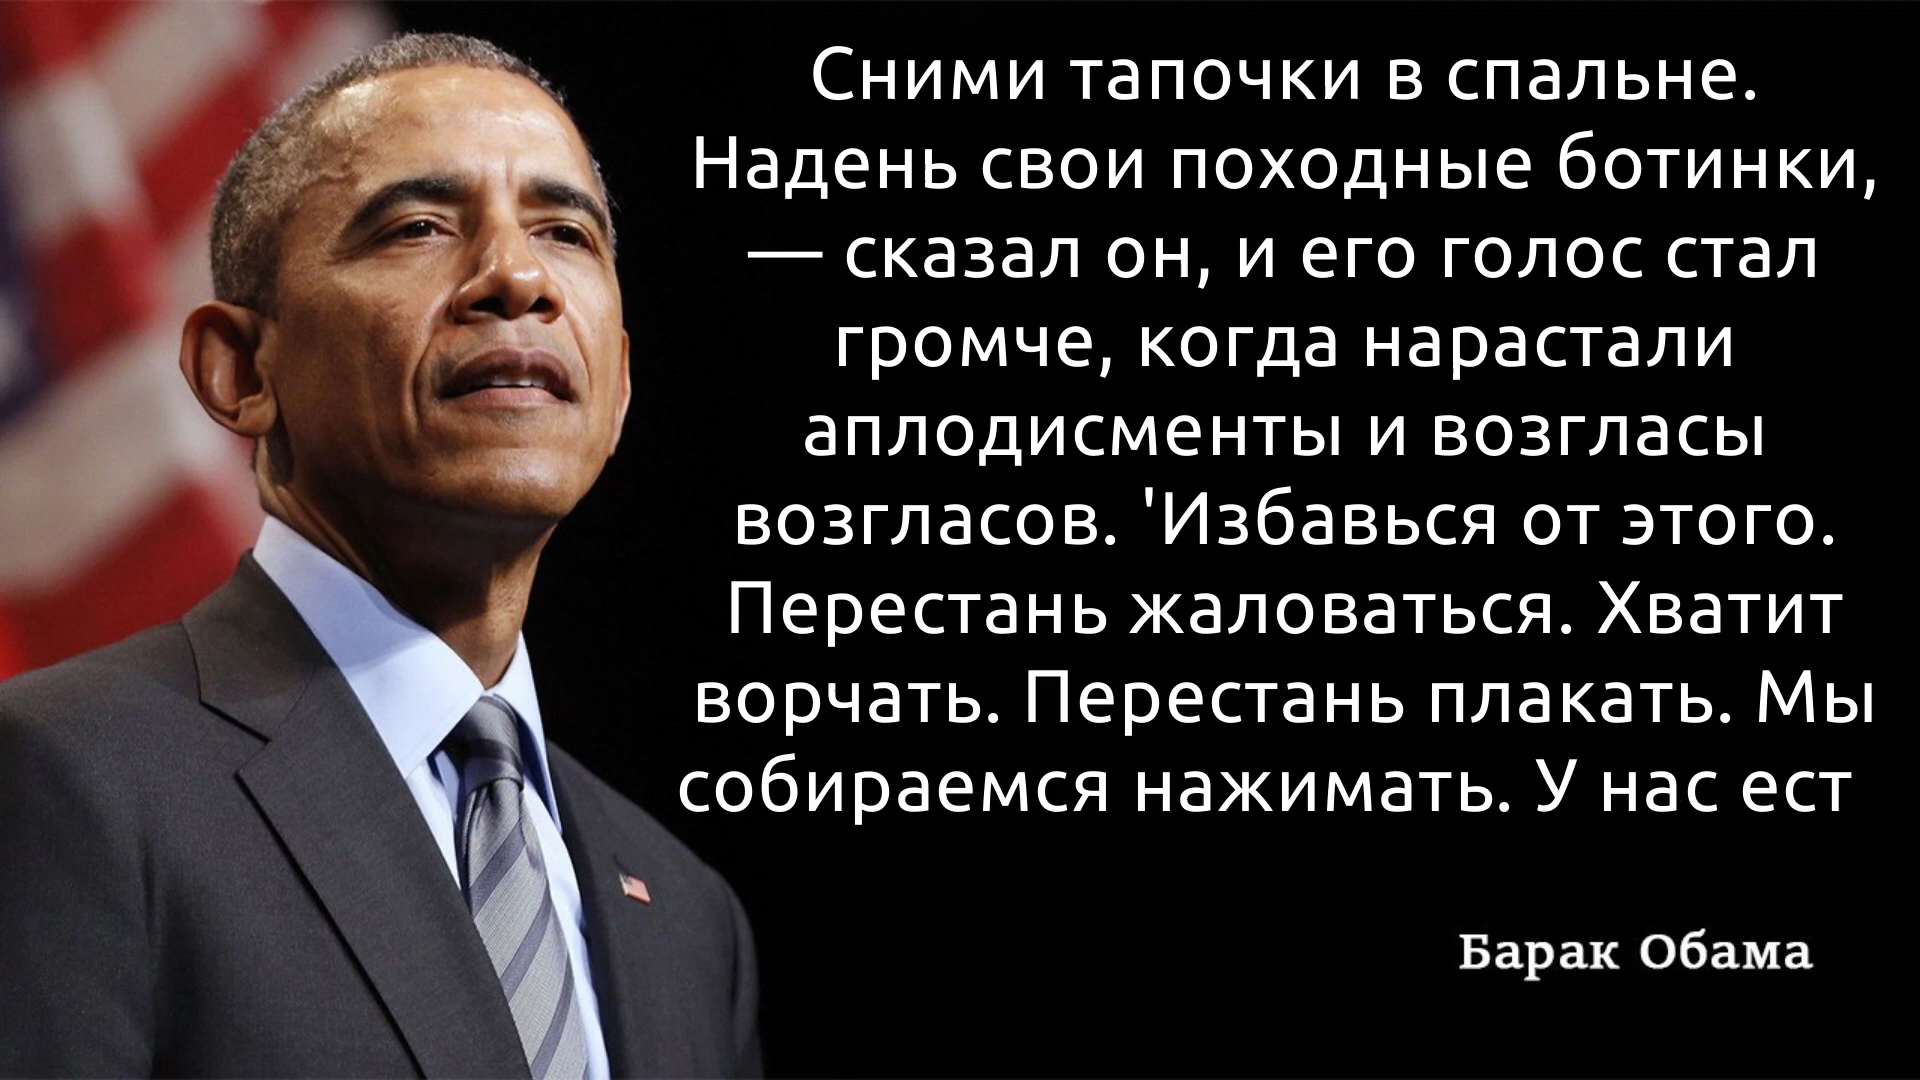 Сними тапочки в спальне.
Надень свои походные ботинки,
— сказал он, и его голос стал
громче, когда нарастали
аплодисменты и возгласы
возгласов. 'Избавься от этого.
Перестань жаловаться. Хватит
ворчать. Перестань плакать. Мы
собираемся нажимать. У нас ест
Барак Обама